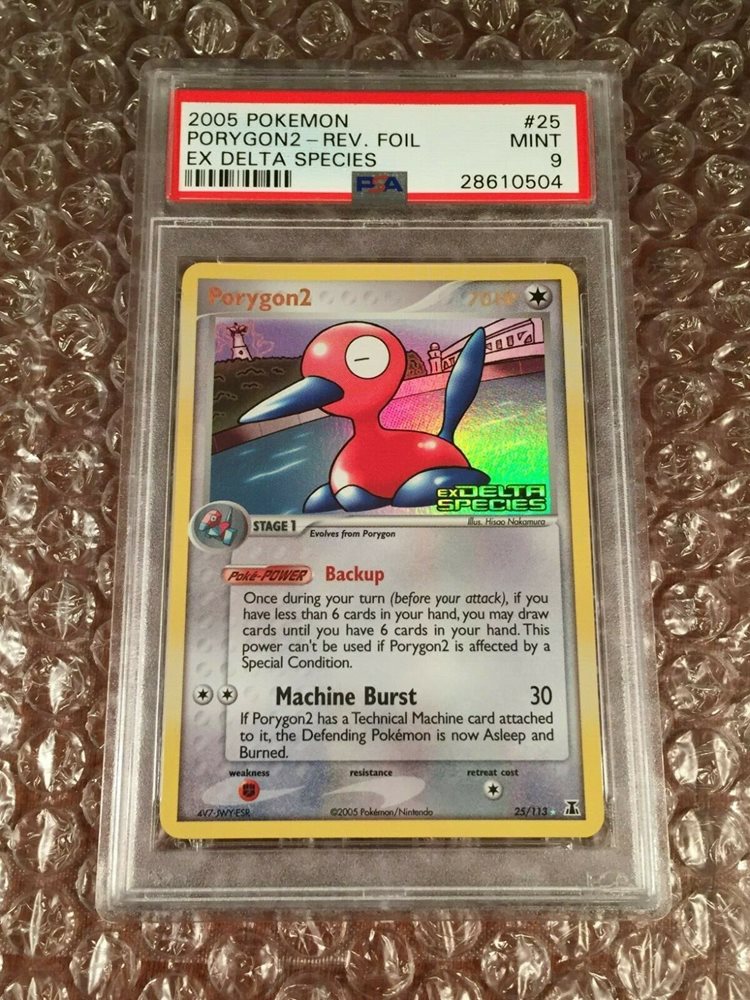 2005 POKEMON #25
PORYGON2 - REV. FOIL MINT
EX DELTA SPECIES 9
PSA 28610504
Porygon2 70 HP
EX DELTA
SPECIES
Illus. Hisao Nakamura
STAGE 1
Evolves from Porygon
Poké-POWER Backup
Once during your turn (before your attack), if you
have less than 6 cards in your hand, you may draw
cards until you have 6 cards in your hand. This
power can't be used if Porygon2 is affected by a
Special Condition.
Machine Burst 30
If Porygon2 has a Technical Machine card attached
to it, the Defending Pokémon is now Asleep and
Burned.
weakness resistance retreat cost
4V7-JWY-ESR ©2005 Pokémon/Nintendo 25/113